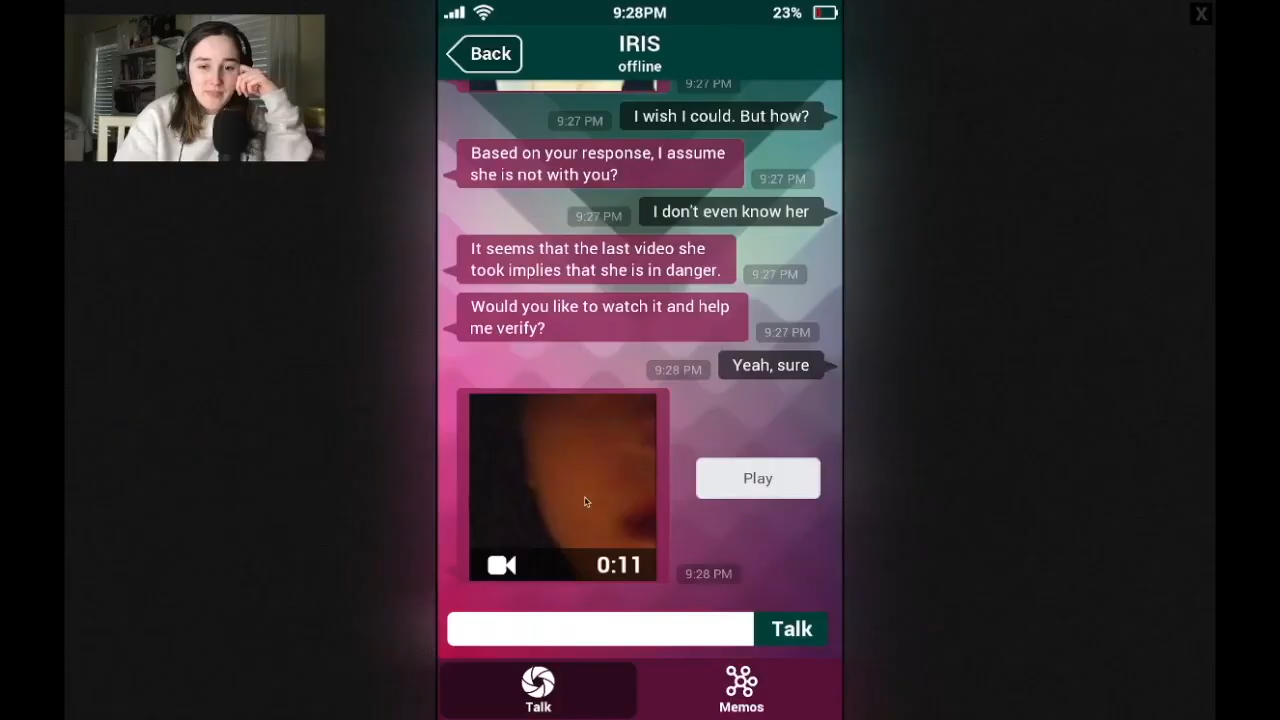 9:28PM
23%
X
Back
IRIS
offline
9:27 PM
I wish I could. But how?
9:27 PM
Based on your response, I assume
she is not with you?
9:27 PM
I don't even know her
9:27 PM
It seems that the last video she
took implies that she is in danger.
9:27 PM
Would you like to watch it and help
me verify?
9:27 PM
Yeah, sure
9:28 PM
Play
0:11
9:28 PM
Talk
Talk
Memos